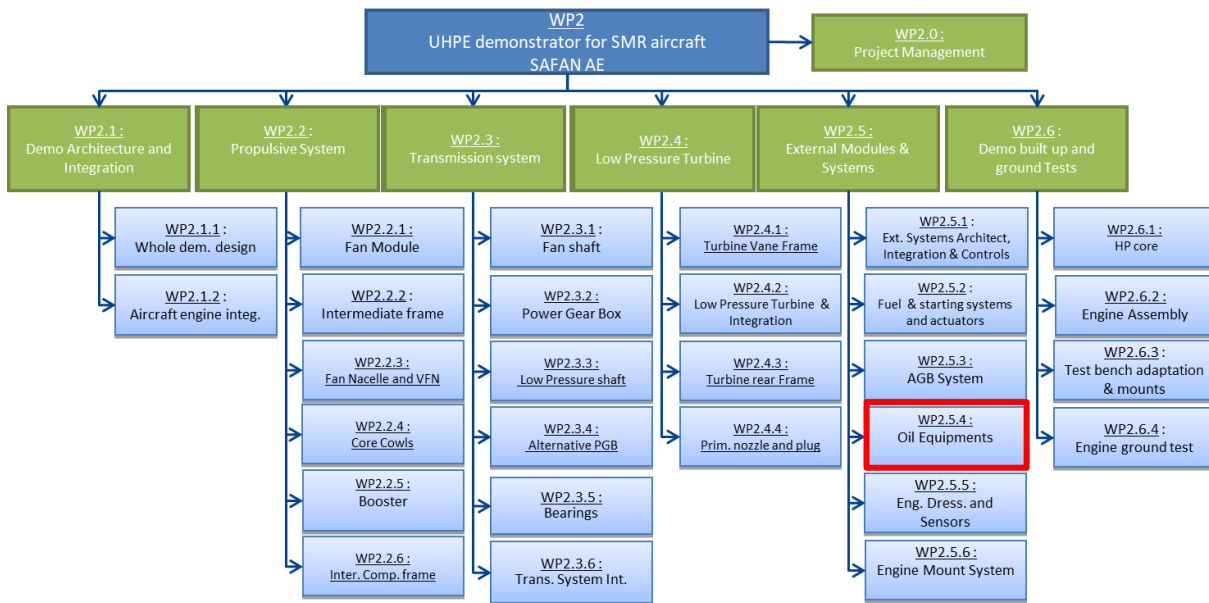 WP2
UHPE demonstrator for SMR aircraft
SAFAN AE
WP2.0:
Project Management
WP2.1 :
Demo Architecture and
Integration
WP2.2 :
Propulsive System
WP2.3 :
Transmission system
WP2.4 :
Low Pressure Turbine
WP2.5 :
External Modules &
Systems
WP2.6 :
Demo built up and
ground Tests
WP2.1.1 :
Whole dem. design
WP2.1.2 :
Aircraft engine integ.
WP2.2.1 :
Fan Module
WP2.2.2 :
Intermediate frame
WP2.2.3 :
Fan Nacelle and VFN
WP2.2.4 :
Core Cowls
WP2.2.5 :
Booster
WP2.2.6 :
Inter. Comp. frame
WP2.3.1 :
Fan shaft
WP2.3.2 :
Power Gear Box
WP2.3.3 :
Low Pressure shaft
WP2.3.4 :
Alternative PGB
WP2.3.5 :
Bearings
WP2.3.6 :
Trans. System Int.
WP2.4.1 :
Turbine Vane Frame
WP2.4.2 :
Low Pressure Turbine &
Integration
WP2.4.3 :
Turbine rear Frame
WP2.4.4 :
Prim. nozzle and plug
WP2.5.1 :
Ext. Systems Architect,
Integration & Controls
WP2.5.2 :
Fuel & starting systems
and actuators
WP2.5.3 :
AGB System
WP2.5.4 :
Oil Equipments
WP2.5.5 :
Eng. Dress. and
Sensors
WP2.5.6 :
Engine Mount System
WP2.6.1 :
HP core
WP2.6.2 :
Engine Assembly
WP2.6.3 :
Test bench adaptation
& mounts
WP2.6.4 :
Engine ground test